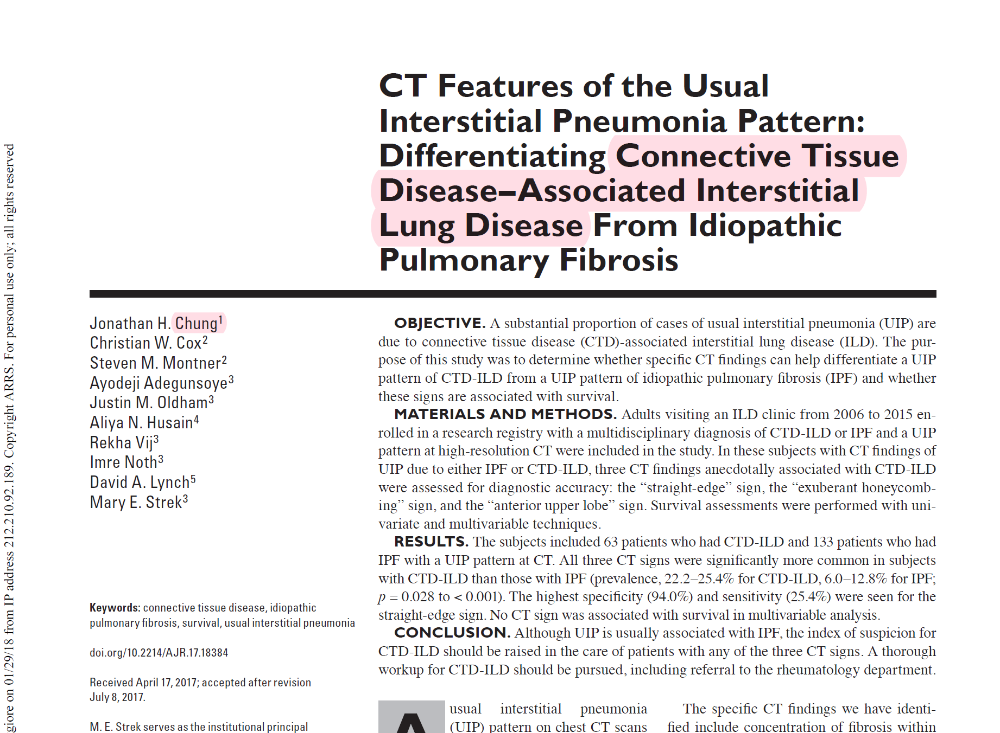 giore on 01/29/18 from IP address 212.210.92.189. Copyright ARRS. For personal use only; all rights reserved
CT Features of the Usual
Interstitial Pneumonia Pattern:
Differentiating Connective Tissue
Disease–Associated Interstitial
Lung Disease From Idiopathic
Pulmonary Fibrosis
Jonathan H. Chung1
Christian W. Cox2
Steven M. Montner2
Ayodeji Adegunsoye3
Justin M. Oldham3
Aliya N. Husain4
Rekha Vij3
Imre Noth3
David A. Lynch5
Mary E. Strek3
Keywords: connective tissue disease, idiopathic
pulmonary fibrosis, survival, usual interstitial pneumonia
doi.org/10.2214/AJR.17.18384
Received April 17, 2017; accepted after revision
July 8, 2017.
M. E. Strek serves as the institutional principal
OBJECTIVE. A substantial proportion of cases of usual interstitial pneumonia (UIP) are
due to connective tissue disease (CTD)-associated interstitial lung disease (ILD). The pur-
pose of this study was to determine whether specific CT findings can help differentiate a UIP
pattern of CTD-ILD from a UIP pattern of idiopathic pulmonary fibrosis (IPF) and whether
these signs are associated with survival.
MATERIALS AND METHODS. Adults visiting an ILD clinic from 2006 to 2015 en-
rolled in a research registry with a multidisciplinary diagnosis of CTD-ILD or IPF and a UIP
pattern at high-resolution CT were included in the study. In these subjects with CT findings of
UIP due to either IPF or CTD-ILD, three CT findings anecdotally associated with CTD-ILD
were assessed for diagnostic accuracy: the “straight-edge” sign, the “exuberant honeycomb-
ing” sign, and the “anterior upper lobe” sign. Survival assessments were performed with uni-
variate and multivariable techniques.
RESULTS. The subjects included 63 patients who had CTD-ILD and 133 patients who had
IPF with a UIP pattern at CT. All three CT signs were significantly more common in subjects
with CTD-ILD than those with IPF (prevalence, 22.2–25.4% for CTD-ILD, 6.0–12.8% for IPF;
p = 0.028 to < 0.001). The highest specificity (94.0%) and sensitivity (25.4%) were seen for the
straight-edge sign. No CT sign was associated with survival in multivariable analysis.
CONCLUSION. Although UIP is usually associated with IPF, the index of suspicion for
CTD-ILD should be raised in the care of patients with any of the three CT signs. A thorough
workup for CTD-ILD should be pursued, including referral to the rheumatology department.
A usual interstitial pneumonia
(UIP) pattern on chest CT scans
The specific CT findings we have identi-
fied include concentration of fibrosis within